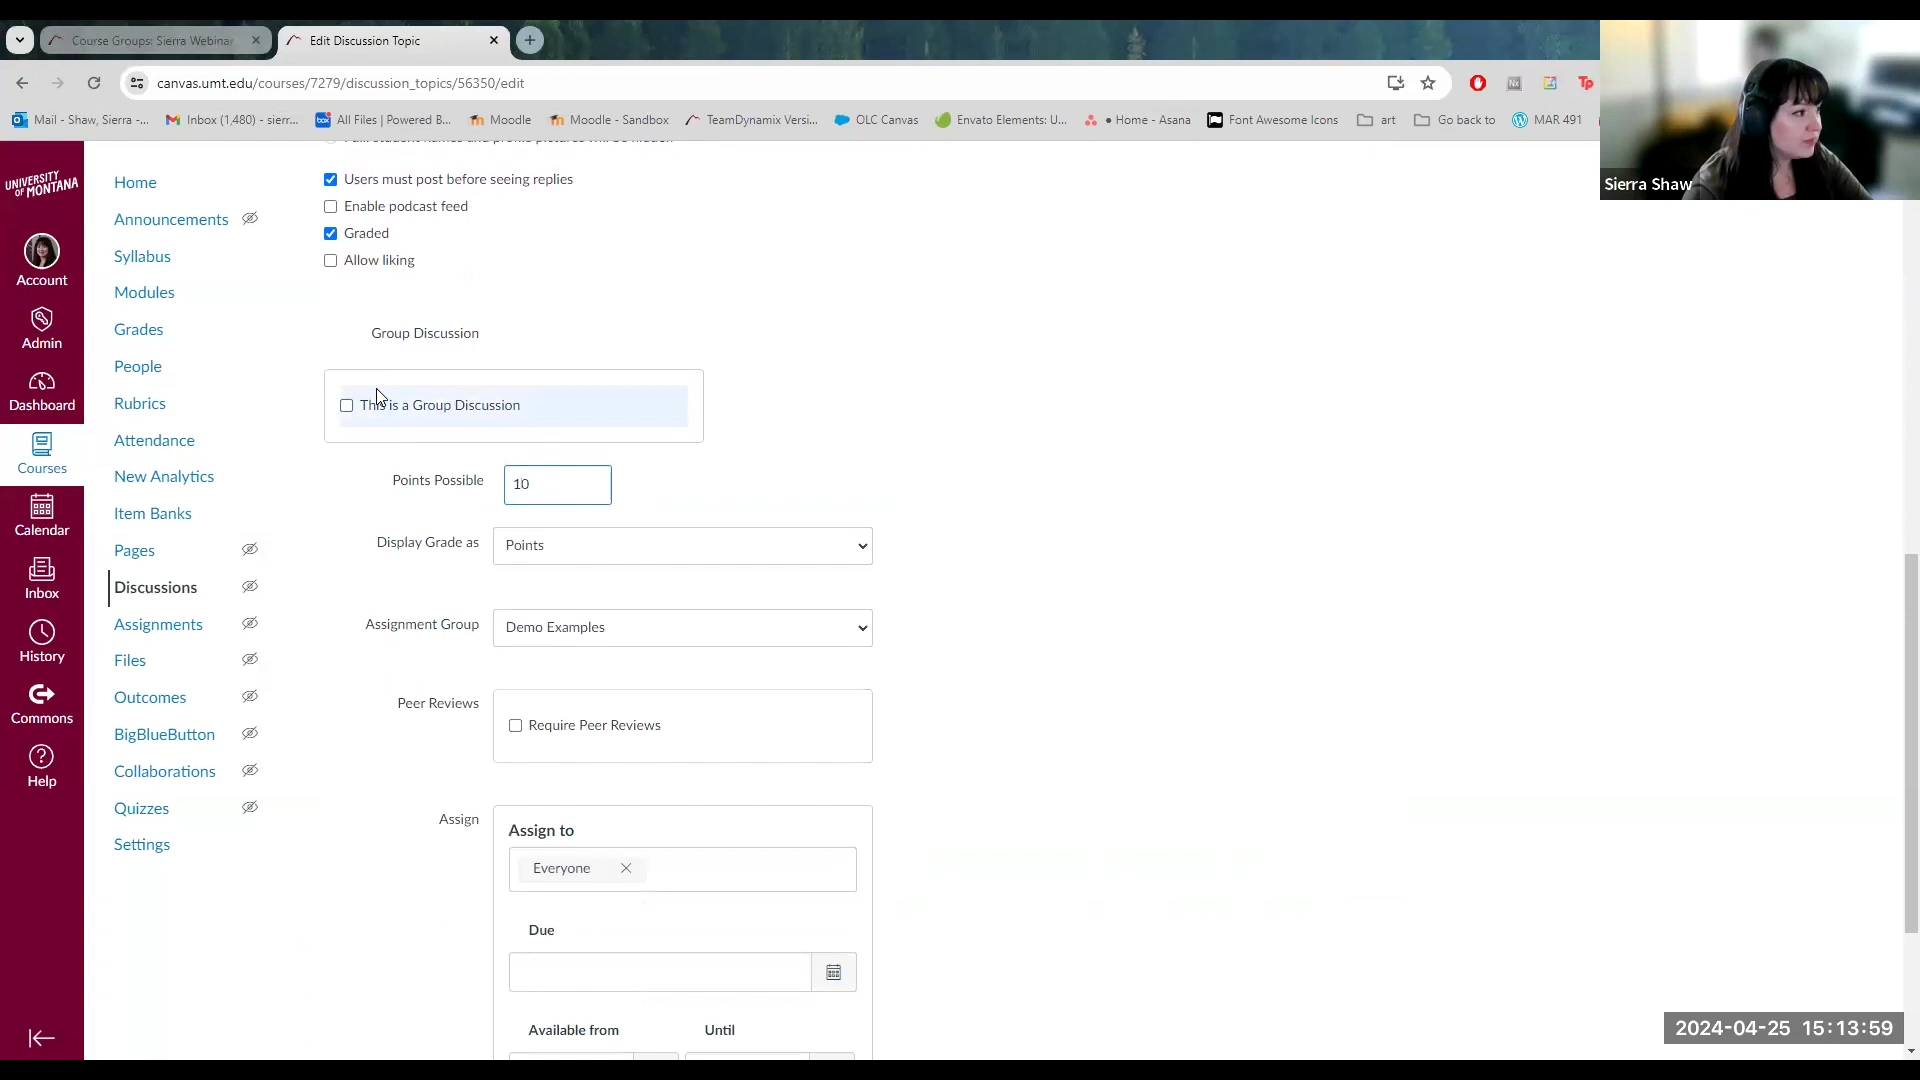 Course Groups: Sierra Webinar
Edit Discussion Topic
canvas.umt.edu/courses/7279/discussion_topics/56350/edit
Mail - Shaw, Sierra -...
Inbox (1,480) - sierr...
All Files | Powered B...
Moodle
Moodle - Sandbox
TeamDynamix Versi...
OLC Canvas
Envato Elements: U...
• Home - Asana
Font Awesome Icons
art
Go back to
MAR 491
Sierra Shaw
UNIVERSITY
OF MONTANA
Account
Admin
Dashboard
Courses
Calendar
Inbox
History
Commons
Help
Home
Announcements
Syllabus
Modules
Grades
People
Rubrics
Attendance
New Analytics
Item Banks
Pages
Discussions
Assignments
Files
Outcomes
BigBlueButton
Collaborations
Quizzes
Settings
Users must post before seeing replies
Enable podcast feed
Graded
Allow liking
Group Discussion
This is a Group Discussion
Points Possible
10
Display Grade as
Points
Assignment Group
Demo Examples
Peer Reviews
Require Peer Reviews
Assign
Assign to
Everyone
Due
Available from
Until
2024-04-25 15:13:59